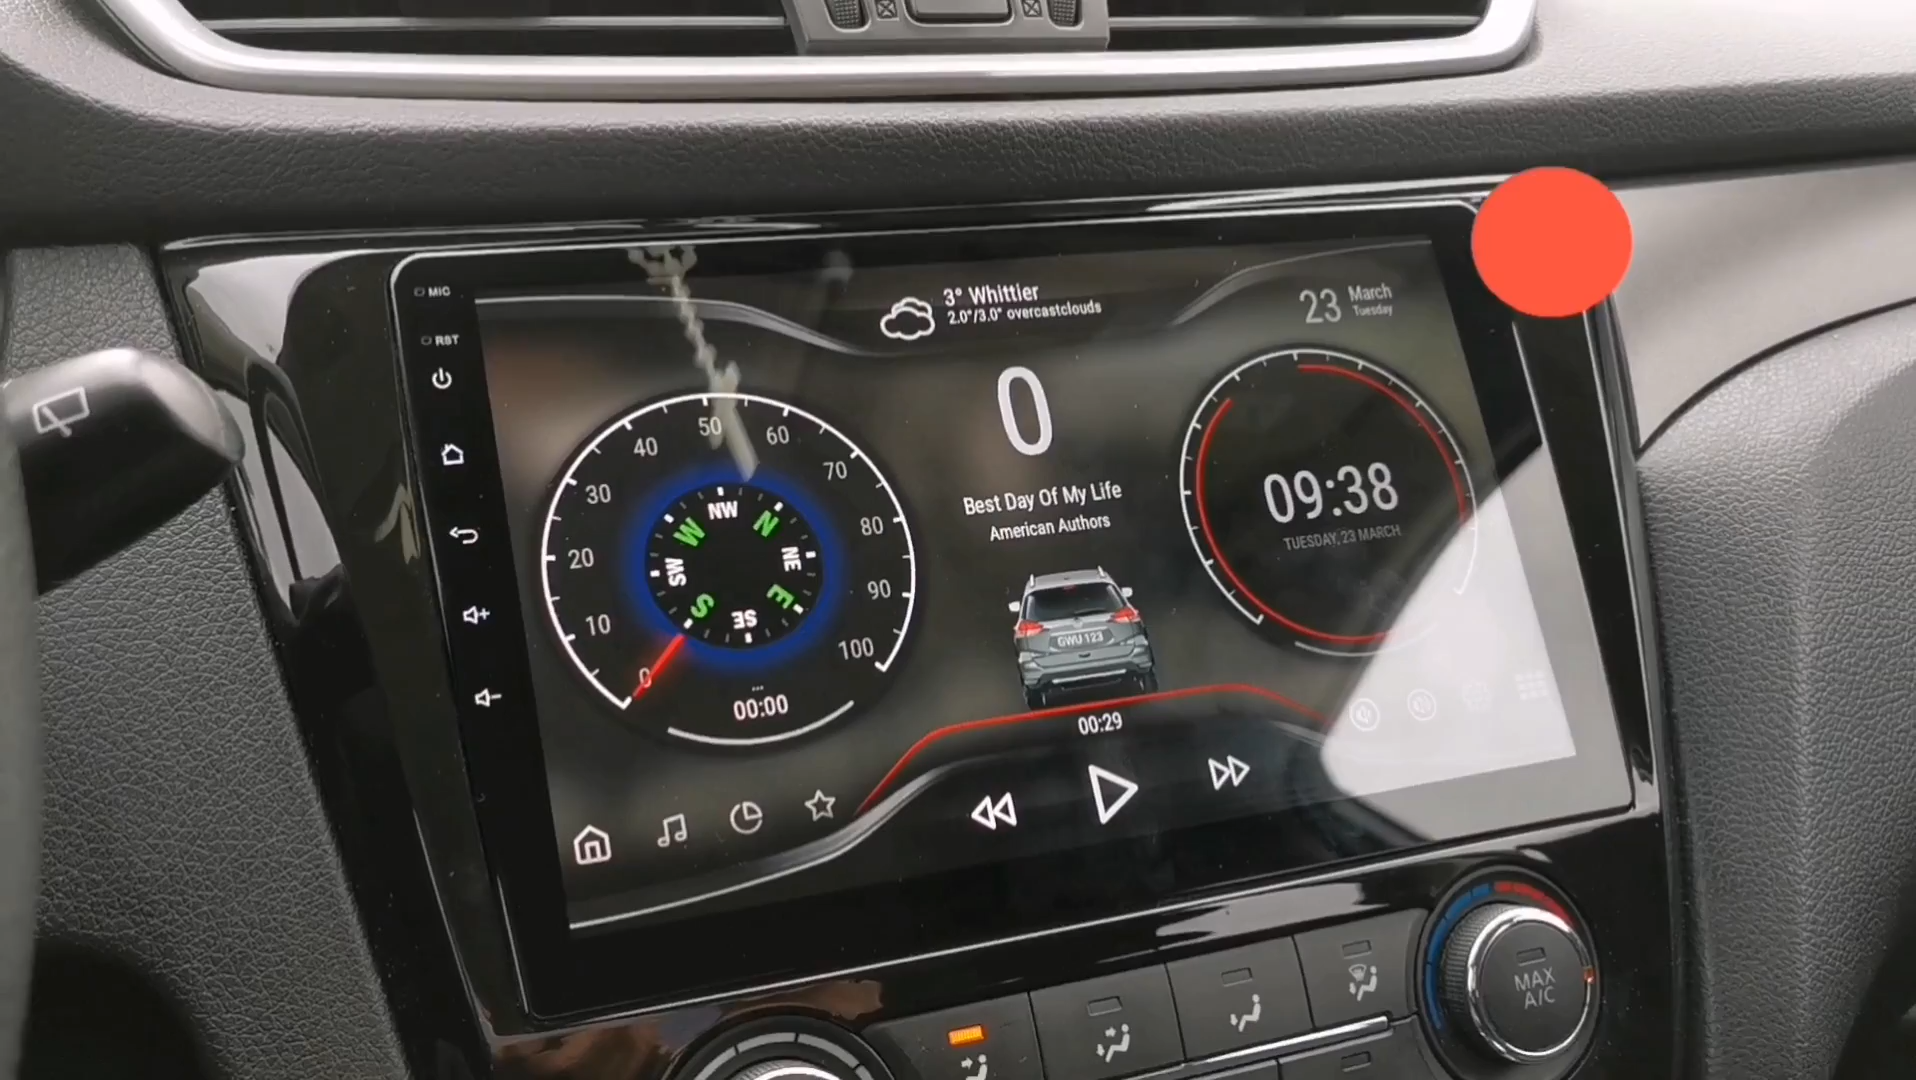 MIC
RST
3° Whittier
2.0°/3.0° overcastclouds
23 March
Tuesday
0
Best Day Of My Life
American Authors
09:38
TUESDAY, 23 MARCH
0 10 20 30 40 50 60 70 80 90 100
NW N NE E SE S SW W
...
00:00
GWU 123
00:29
MAX
A/C